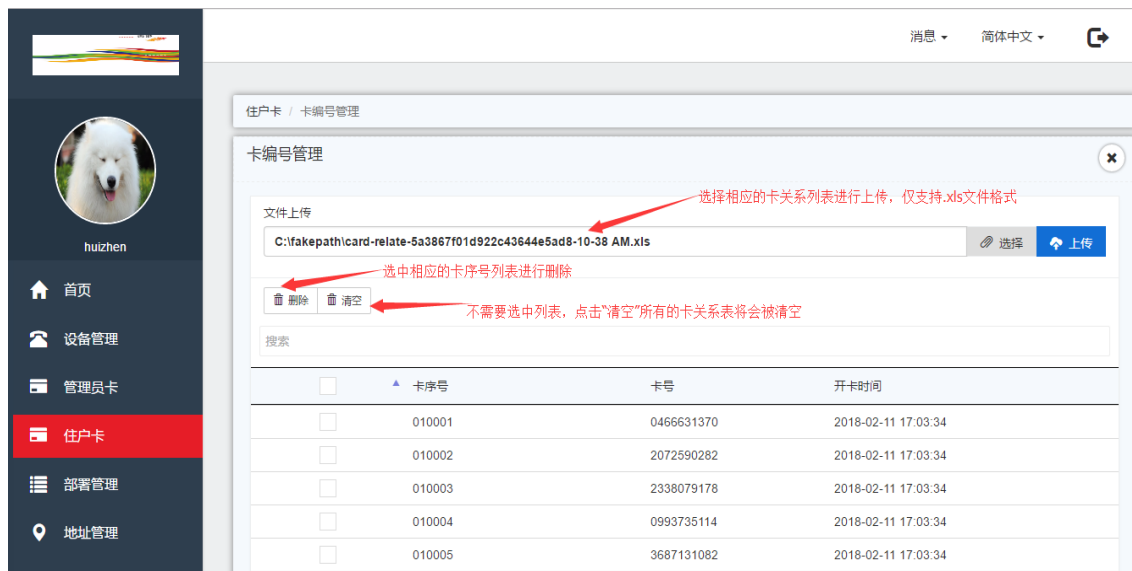 消息
简体中文
住户卡 / 卡编号管理
huizhen
首页
设备管理
管理员卡
住户卡
部署管理
地址管理
卡编号管理
选择相应的卡关系列表进行上传，仅支持.xls文件格式
文件上传
C:\fakepath\card-relate-5a3867f01d922c43644e5ad8-10-38 AM.xls
选择
上传
选中相应的卡序号列表进行删除
删除
清空
不需要选中列表，点击“清空”所有的卡关系表将会被清空
搜索
卡序号 卡号 开卡时间
010001 0466631370 2018-02-11 17:03:34
010002 2072590282 2018-02-11 17:03:34
010003 2338079178 2018-02-11 17:03:34
010004 0993735114 2018-02-11 17:03:34
010005 3687131082 2018-02-11 17:03:34